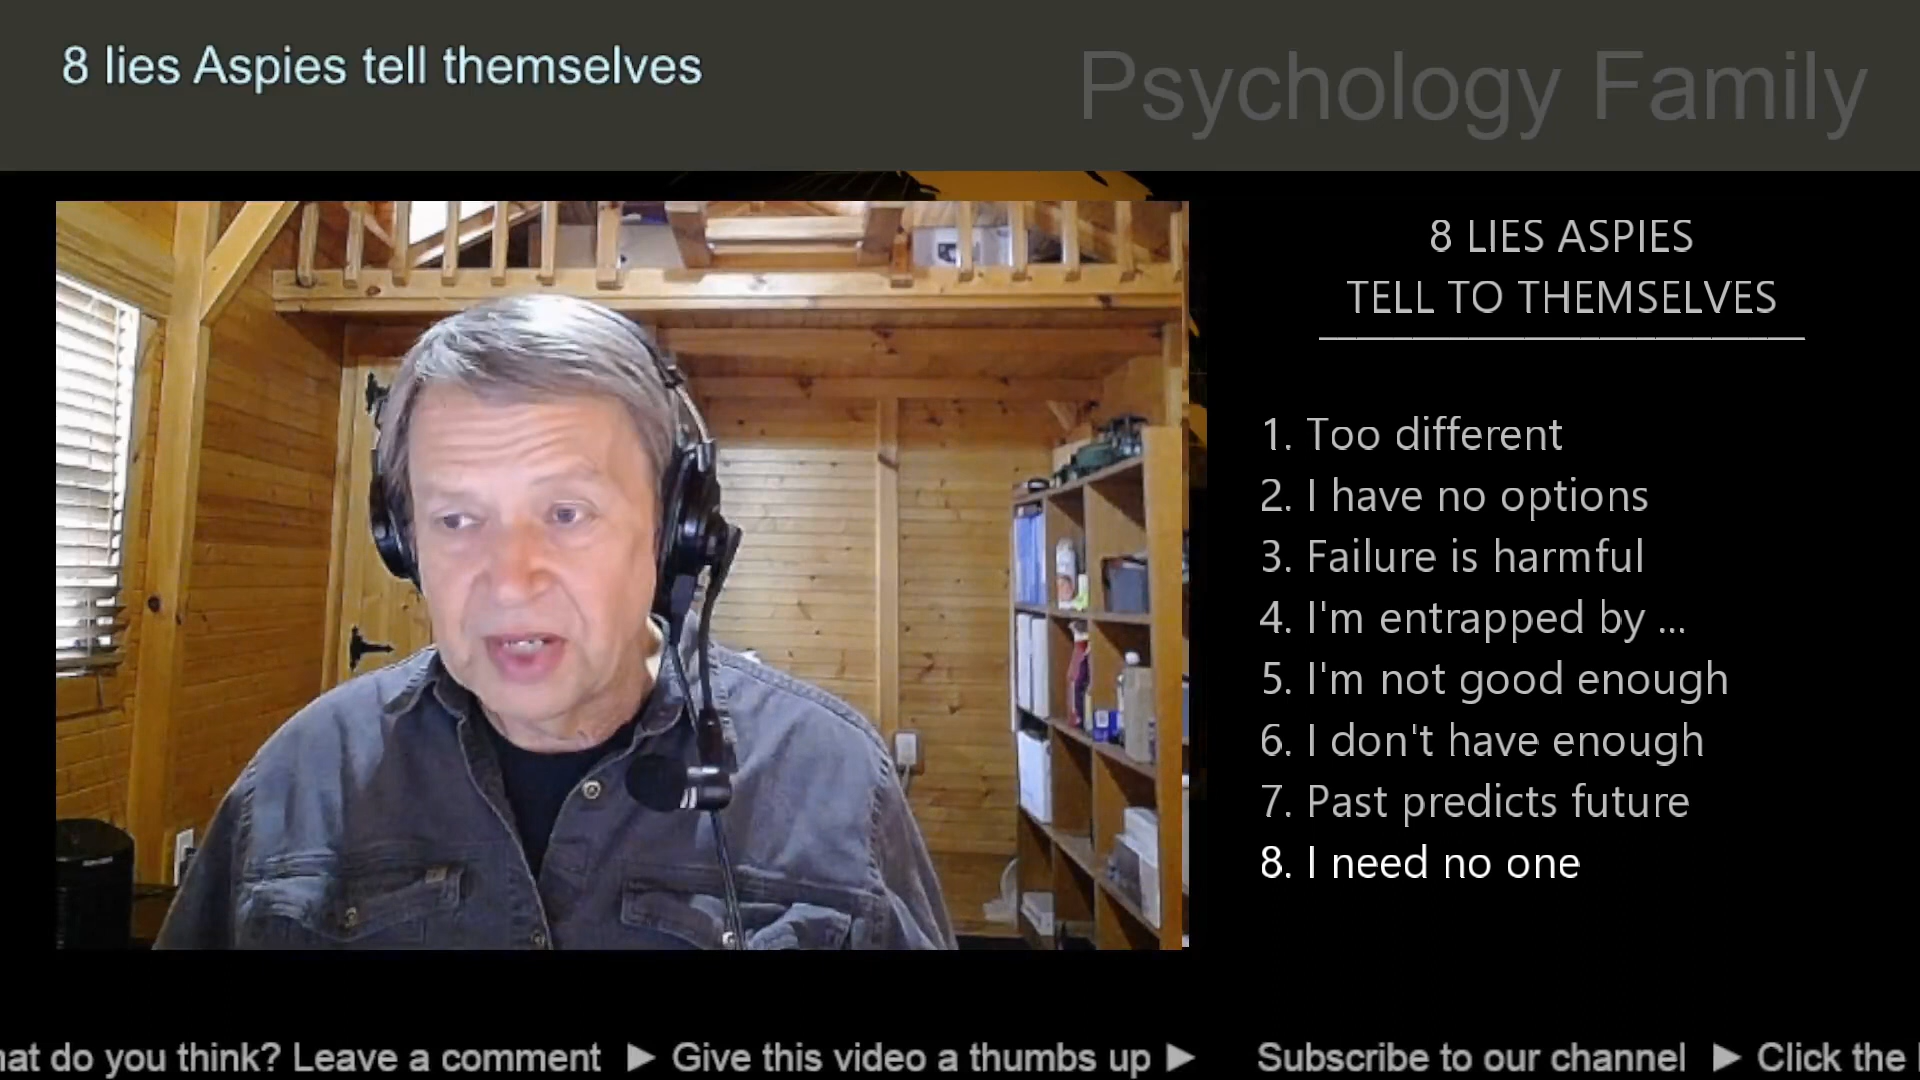 8 lies Aspies tell themselves
Psychology Family
8 LIES ASPIES
TELL TO THEMSELVES
1. Too different
2. I have no options
3. Failure is harmful
4. I'm entrapped by ...
5. I'm not good enough
6. I don't have enough
7. Past predicts future
8. I need no one
do you think? Leave a comment ► Give this video a thumbs up ► Subscribe to our channel ► Click the